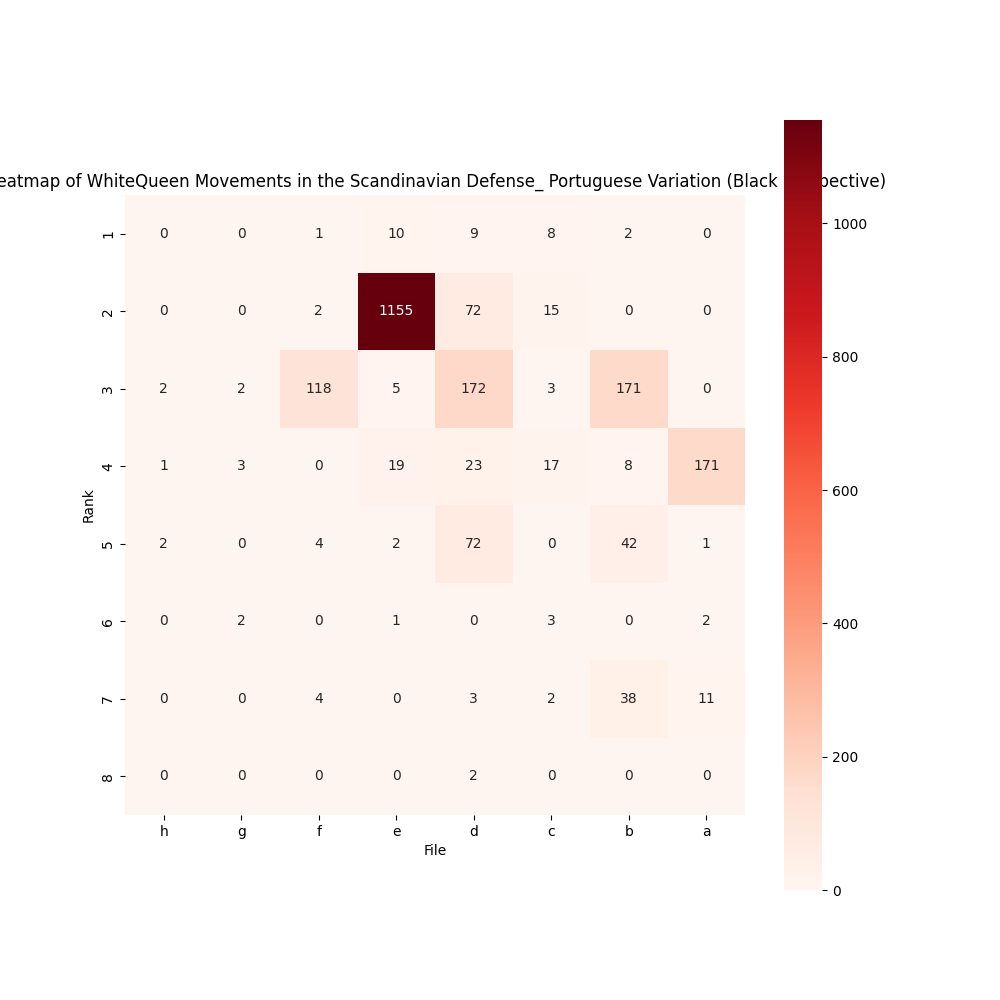 eatmap of WhiteQueen Movements in the Scandinavian Defense_ Portuguese Variation (Black pective)
1 0 0 1 10 9 8 2 0
2 0 0 2 1155 72 15 0 0
3 2 2 118 5 172 3 171 0
4 1 3 0 19 23 17 8 171
5 2 0 4 2 72 0 42 1
6 0 2 0 1 0 3 0 2
7 0 0 4 0 3 2 38 11
8 0 0 0 0 2 0 0 0
h g f e d c b a
File
Rank
1000
800
600
400
200
0